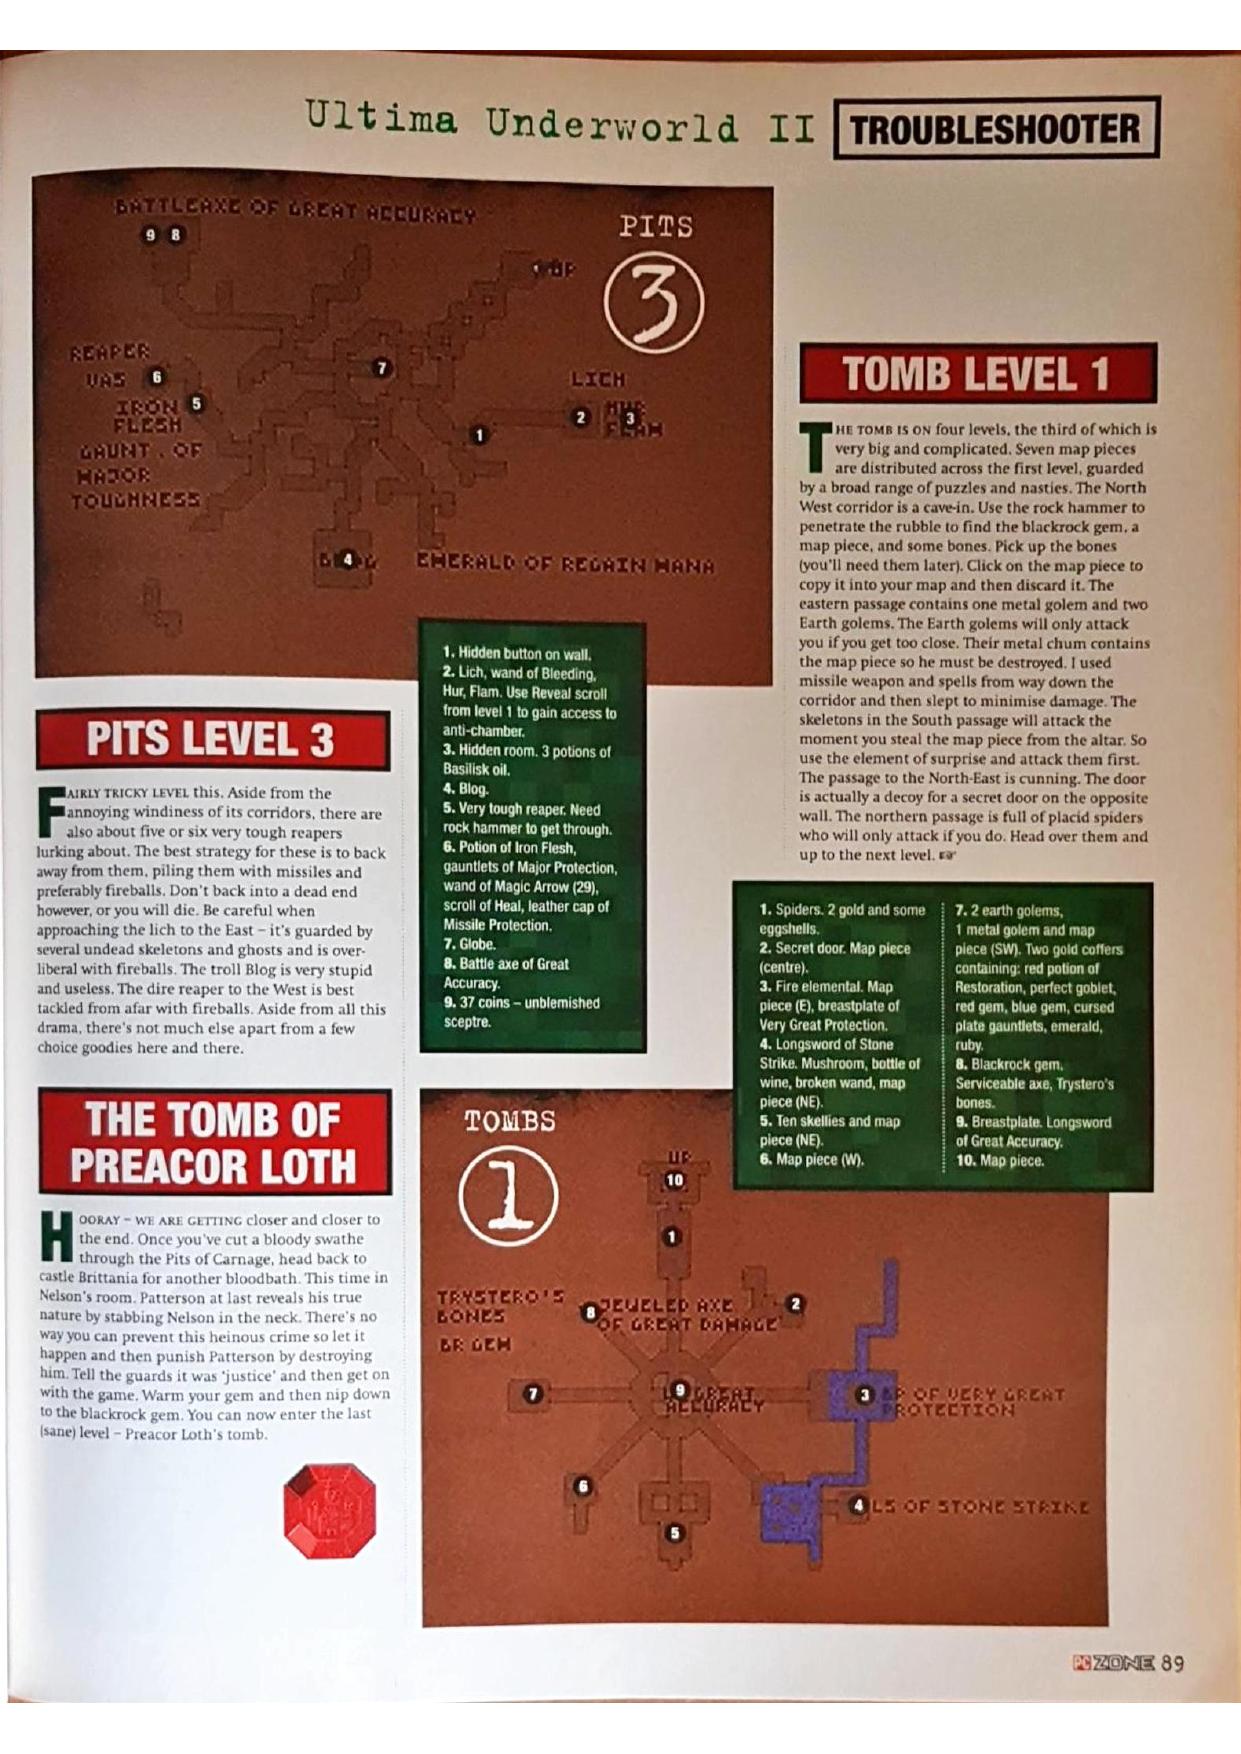 Ultima Underworld II TROUBLESHOOTER
BATTLEAXE OF GREAT ACCURACY
9 8
PITS
3
UP
REAPER
VAS 6
IRON 5
FLESH
GAUNT . OF
MAJOR
TOUGHNESS
7
LICH
2
HUR 3
FLAM
1
4
EMERALD OF REGAIN MANA
PITS LEVEL 3
FAIRLY TRICKY LEVEL this. Aside from the
annoying windiness of its corridors, there are
also about five or six very tough reapers
lurking about. The best strategy for these is to back
away from them, piling them with missiles and
preferably fireballs. Don't back into a dead end
however, or you will die. Be careful when
approaching the lich to the East – it's guarded by
several undead skeletons and ghosts and is over-
liberal with fireballs. The troll Blog is very stupid
and useless. The dire reaper to the West is best
tackled from afar with fireballs. Aside from all this
drama, there's not much else apart from a few
choice goodies here and there.
THE TOMB OF
PREACOR LOTH
HOORAY – WE ARE GETTING closer and closer to
the end. Once you've cut a bloody swathe
through the Pits of Carnage, head back to
castle Brittania for another bloodbath. This time in
Nelson's room. Patterson at last reveals his true
nature by stabbing Nelson in the neck. There's no
way you can prevent this heinous crime so let it
happen and then punish Patterson by destroying
him. Tell the guards it was 'justice' and then get on
with the game. Warm your gem and then nip down
to the blackrock gem. You can now enter the last
(sane) level – Preacor Loth's tomb.
1. Hidden button on wall.
2. Lich, wand of Bleeding,
Hur, Flam. Use Reveal scroll
from level 1 to gain access to
anti-chamber.
3. Hidden room. 3 potions of
Basilisk oil.
4. Blog.
5. Very tough reaper. Need
rock hammer to get through.
6. Potion of Iron Flesh,
gauntlets of Major Protection,
wand of Magic Arrow (29),
scroll of Heal, leather cap of
Missile Protection.
7. Globe.
8. Battle axe of Great
Accuracy.
9. 37 coins – unblemished
sceptre.
TOMB LEVEL 1
THE TOMB IS ON four levels, the third of which is
very big and complicated. Seven map pieces
are distributed across the first level, guarded
by a broad range of puzzles and nasties. The North
West corridor is a cave-in. Use the rock hammer to
penetrate the rubble to find the blackrock gem, a
map piece, and some bones. Pick up the bones
(you'll need them later). Click on the map piece to
copy it into your map and then discard it. The
eastern passage contains one metal golem and two
Earth golems. The Earth golems will only attack
you if you get too close. Their metal chum contains
the map piece so he must be destroyed. I used
missile weapon and spells from way down the
corridor and then slept to minimise damage. The
skeletons in the South passage will attack the
moment you steal the map piece from the altar. So
use the element of surprise and attack them first.
The passage to the North-East is cunning. The door
is actually a decoy for a secret door on the opposite
wall. The northern passage is full of placid spiders
who will only attack if you do. Head over them and
up to the next level.
1. Spiders. 2 gold and some
eggshells.
2. Secret door. Map piece
(centre).
3. Fire elemental. Map
piece (E), breastplate of
Very Great Protection.
4. Longsword of Stone
Strike. Mushroom, bottle of
wine, broken wand, map
piece (NE).
5. Ten skellies and map
piece (NE).
6. Map piece (W).
7. 2 earth golems,
1 metal golem and map
piece (SW). Two gold coffers
containing: red potion of
Restoration, perfect goblet,
red gem, blue gem, cursed
plate gauntlets, emerald,
ruby.
8. Blackrock gem.
Serviceable axe, Trystero's
bones.
9. Breastplate. Longsword
of Great Accuracy.
10. Map piece.
TOMBS
1
UP
10
1
TRYSTERO'S
BONES
BR GEM
8 JEWELED AXE
OF GREAT DAMAGE
2
7
9 GREAT
ACCURACY
3 BP OF VERY GREAT
PROTECTION
6
5
4 LS OF STONE STRIKE
PC ZONE 89